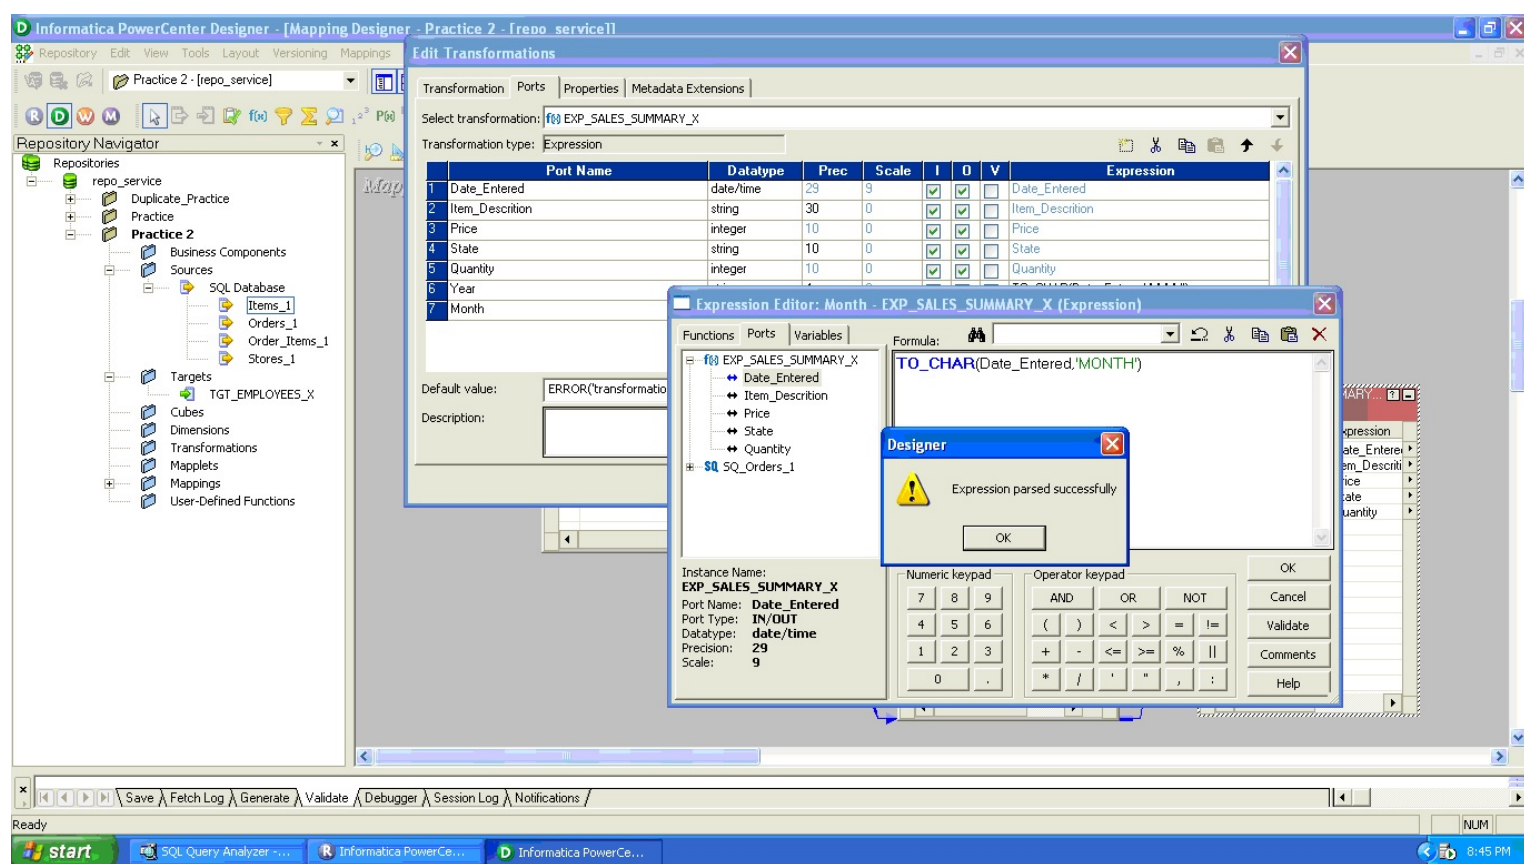 Informatica PowerCenter Designer - [Mapping Designer - Practice 2 - [repo_service]]
Repository Edit View Tools Layout Versioning Mappings
Practice 2 - [repo_service]
Repository Navigator
Repositories
repo_service
Duplicate_Practice
Practice
Practice 2
Business Components
Sources
SQL Database
Items_1
Orders_1
Order_Items_1
Stores_1
Targets
TGT_EMPLOYEES_X
Cubes
Dimensions
Transformations
Mapplets
Mappings
User-Defined Functions
Edit Transformations
Transformation Ports Properties Metadata Extensions
Select transformation: f(x) EXP_SALES_SUMMARY_X
Transformation type: Expression
Port Name Datatype Prec Scale I O V Expression
1 Date_Entered date/time 29 9 Date_Entered
2 Item_Descrition string 30 0 Item_Descrition
3 Price integer 10 0 Price
4 State string 10 0 State
5 Quantity integer 10 0 Quantity
6 Year
7 Month
Default value: ERROR('transformatio
Description:
Expression Editor: Month - EXP_SALES_SUMMARY_X (Expression)
Functions Ports Variables
Formula:
f(x) EXP_SALES_SUMMARY_X
Date_Entered
Item_Descrition
Price
State
Quantity
SQ SQ_Orders_1
TO_CHAR(Date_Entered,'MONTH')
Designer
Expression parsed successfully
OK
Instance Name:
EXP_SALES_SUMMARY_X
Port Name: Date_Entered
Port Type: IN/OUT
Datatype: date/time
Precision: 29
Scale: 9
Numeric keypad
7 8 9
4 5 6
1 2 3
0 .
Operator keypad
AND OR NOT
( ) < > = !=
+ - <= >= % ||
* / ' " , :
OK
Cancel
Validate
Comments
Help
MARY...
xpression
ate_Entere
em_Descriti
rice
tate
uantity
Save Fetch Log Generate Validate Debugger Session Log Notifications
Ready
NUM
start SQL Query Analyzer -... Informatica PowerCe... Informatica PowerCe... 8:45 PM